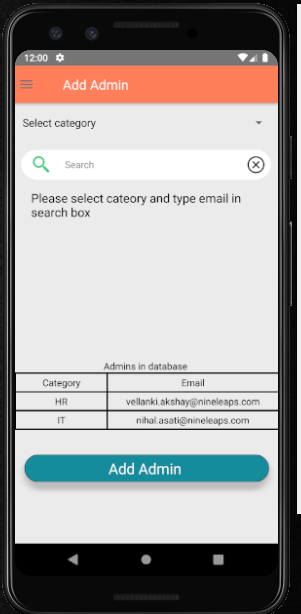 12:00
Add Admin
Select category
Search
Please select cateory and type email in
search box
Admins in database
Category Email
HR vellanki.akshay@nineleaps.com
IT nihal.asati@nineleaps.com
Add Admin